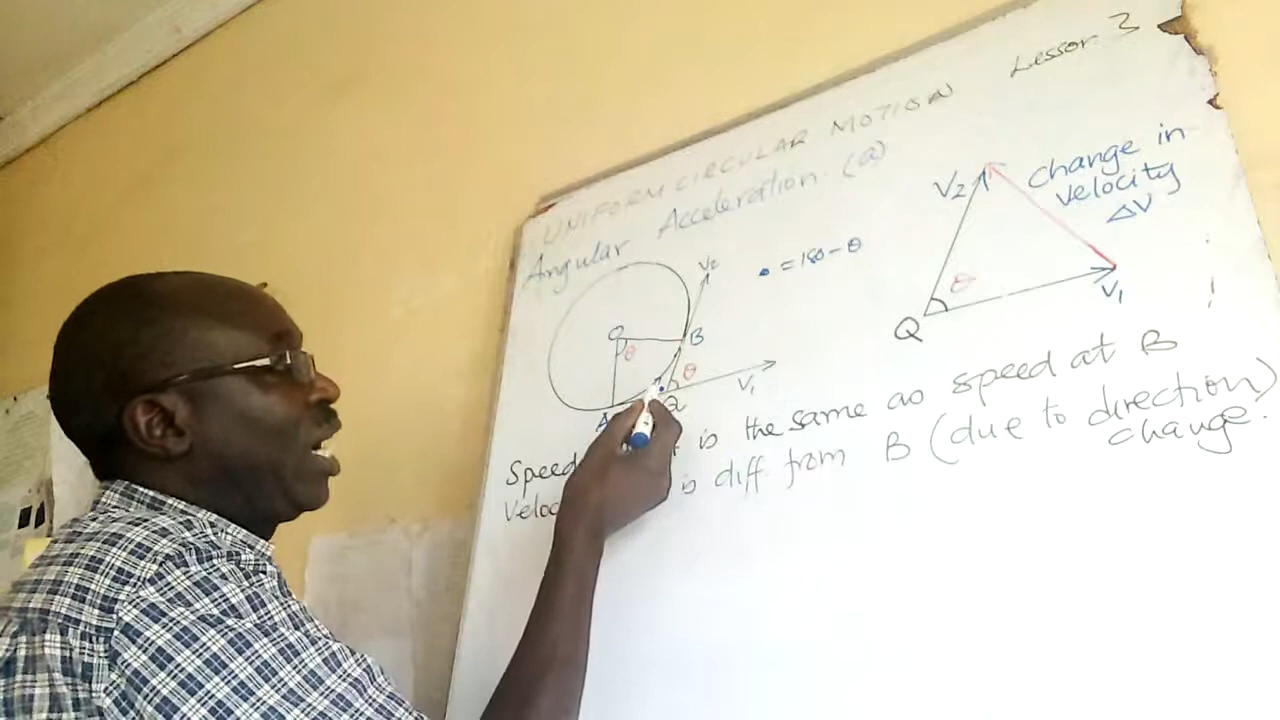 Lesson 3
UNIFORM CIRCULAR MOTION
Angular Acceleration. (a)
V2
O
θ
B
θ
V1
A
Q
• = 180 - θ
V2
change in
velocity
ΔV
θ
Q
V1
Speed is the same as speed at B
is diff. from B (due to direction)
change.